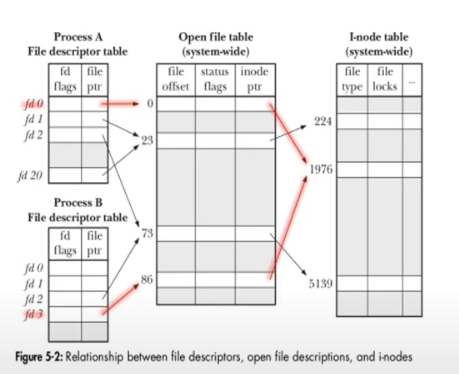 Process A
File descriptor table
fd flags file ptr
fd 0
fd 1
fd 2
fd 20
Process B
File descriptor table
fd flags file ptr
fd 0
fd 1
fd 2
fd 3
Open file table
(system-wide)
file offset status flags inode ptr
0
23
73
86
I-node table
(system-wide)
file type file locks ...
224
1976
5139
Figure 5-2: Relationship between file descriptors, open file descriptions, and i-nodes